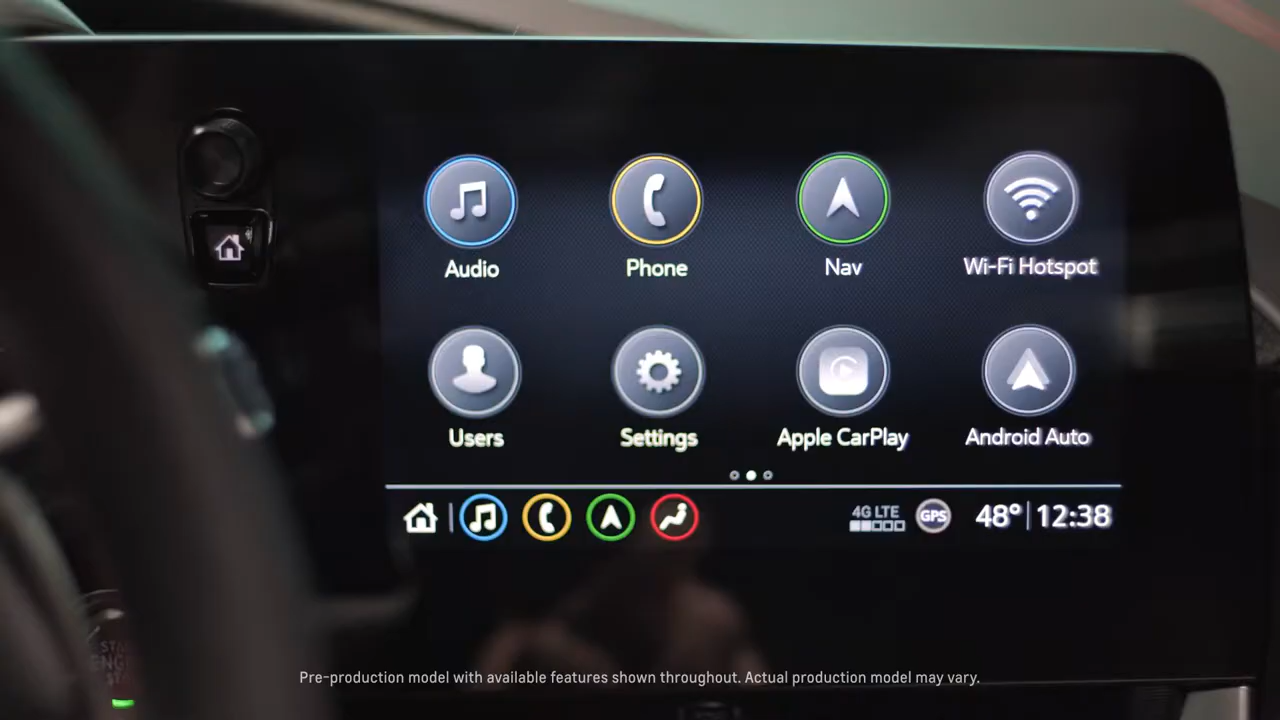 Audio
Phone
Nav
Wi-Fi Hotspot
Users
Settings
Apple CarPlay
Android Auto
4G LTE
GPS
48° 12:38
Pre-production model with available features shown throughout. Actual production model may vary.